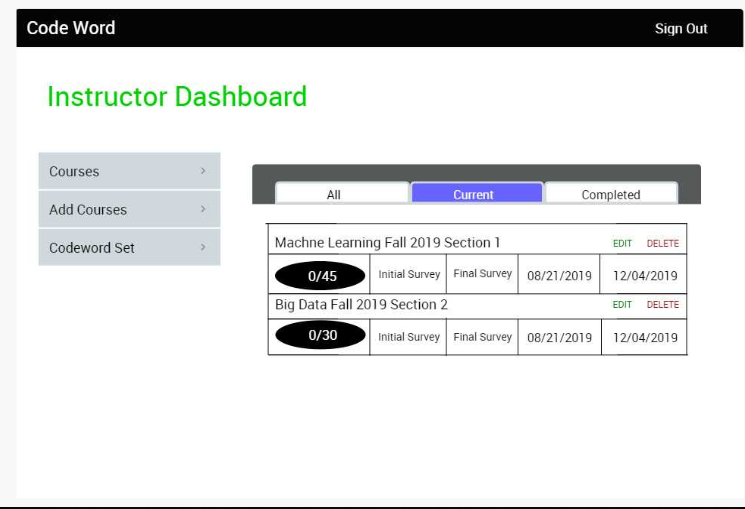 Code Word Sign Out
Instructor Dashboard
Courses >
Add Courses >
Codeword Set >
All Current Completed
Machne Learning Fall 2019 Section 1 EDIT DELETE
0/45 Initial Survey Final Survey 08/21/2019 12/04/2019
Big Data Fall 2019 Section 2 EDIT DELETE
0/30 Initial Survey Final Survey 08/21/2019 12/04/2019